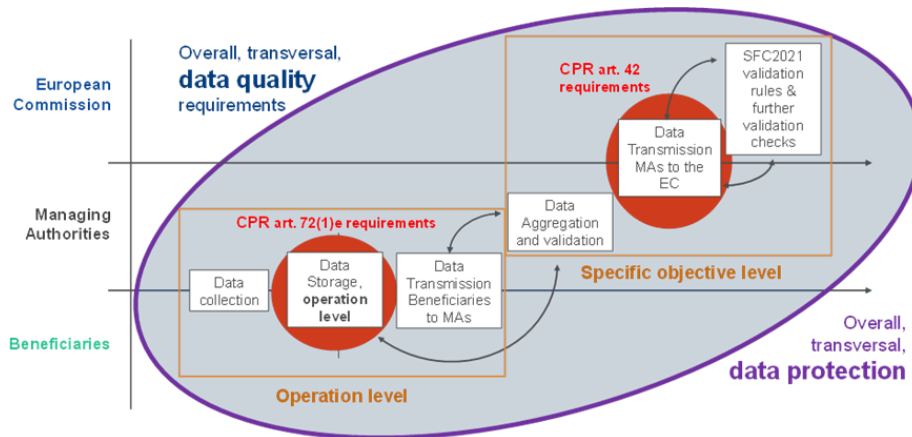 Overall, transversal,
data quality
requirements
European
Commission
CPR art. 42
requirements
SFC2021
validation
rules &
further
validation
checks
Data
Transmission
MAs to the
EC
Managing
Authorities
CPR art. 72(1)e requirements
Data
Aggregation
and validation
Specific objective level
Data
collection
Data
Storage,
operation
level
Data
Transmission
Beneficiaries
to MAs
Beneficiaries
Operation level
Overall,
transversal,
data protection